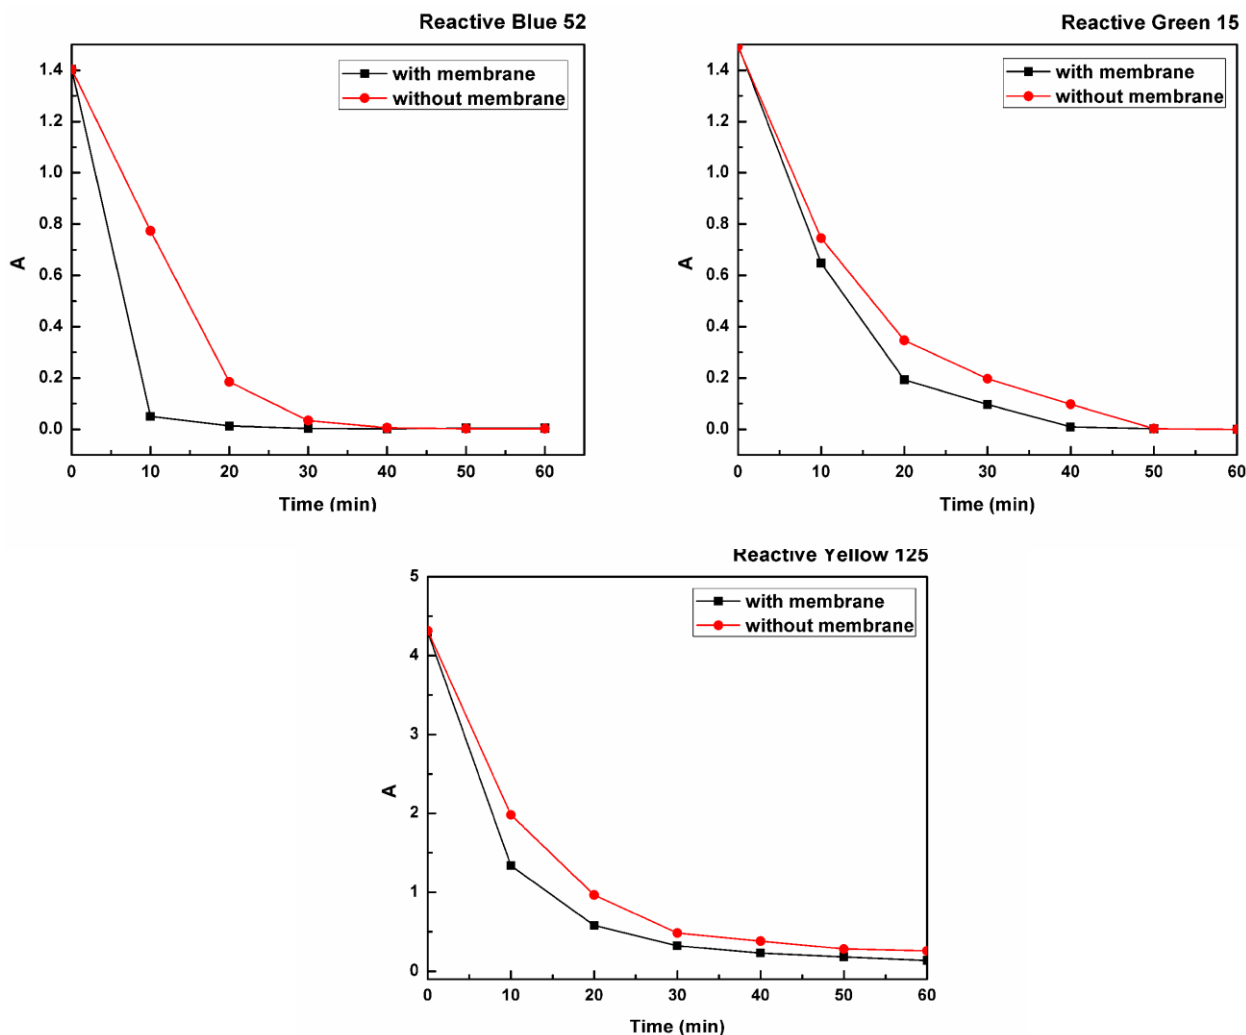 Reactive Blue 52
with membrane
without membrane
1.4
1.2
1.0
0.8
0.6
0.4
0.2
0.0
A
0 10 20 30 40 50 60
Time (min)
Reactive Green 15
with membrane
without membrane
1.4
1.2
1.0
0.8
0.6
0.4
0.2
0.0
A
0 10 20 30 40 50 60
Time (min)
Reactive Yellow 125
with membrane
without membrane
5
4
3
2
1
0
A
0 10 20 30 40 50 60
Time (min)